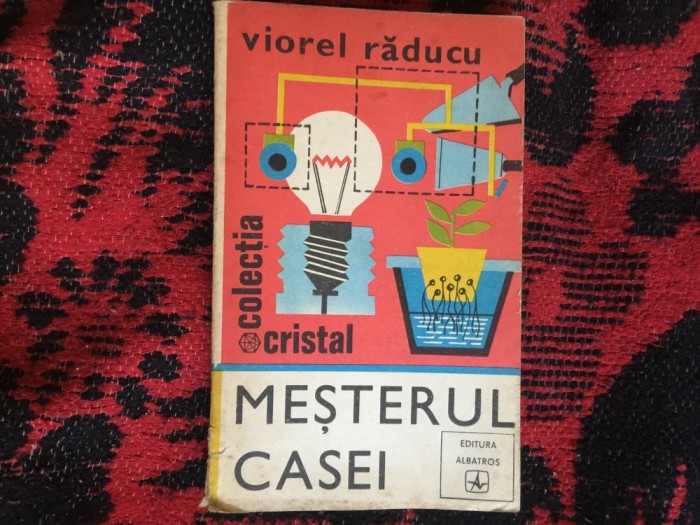 viorel răducu
colecția
cristal
MEȘTERUL
CASEI
EDITURA
ALBATROS